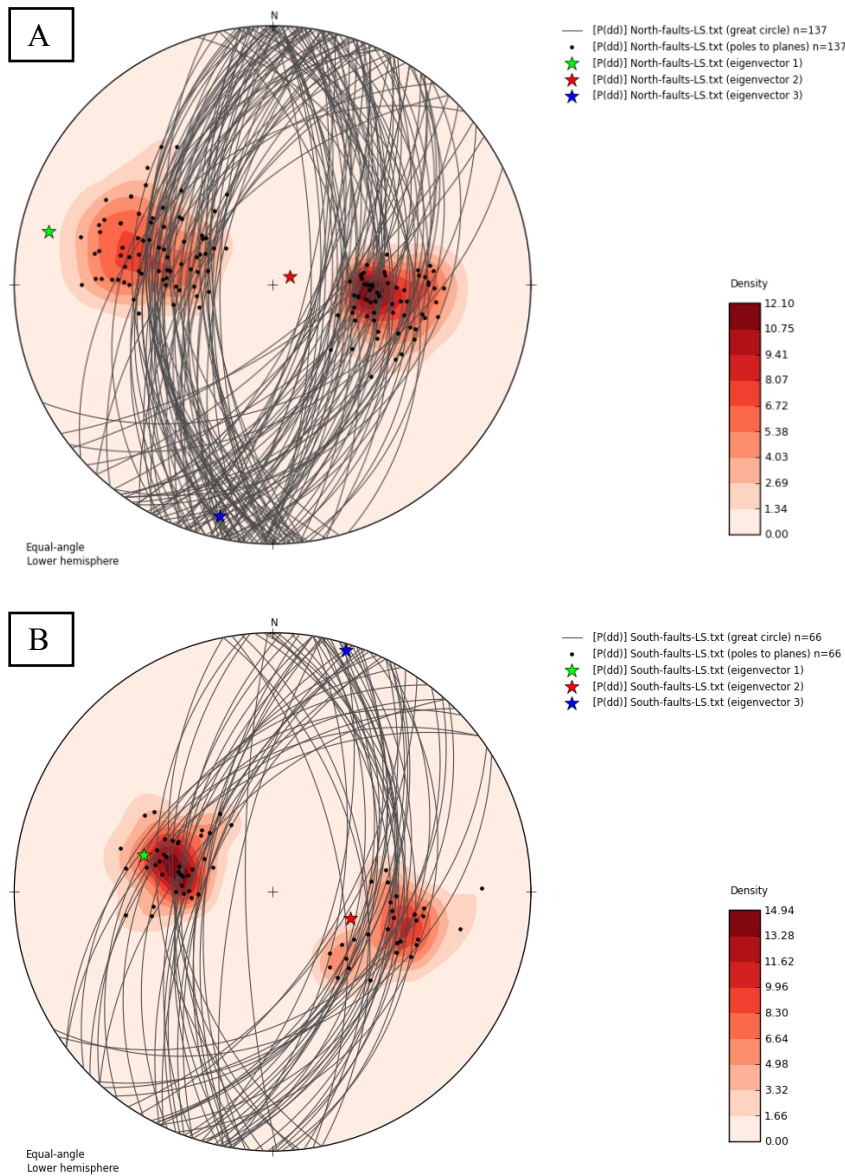 A
N
[P(dd)] North-faults-LS.txt (great circle) n=137
[P(dd)] North-faults-LS.txt (poles to planes) n=137
[P(dd)] North-faults-LS.txt (eigenvector 1)
[P(dd)] North-faults-LS.txt (eigenvector 2)
[P(dd)] North-faults-LS.txt (eigenvector 3)
Density
12.10
10.75
9.41
8.07
6.72
5.38
4.03
2.69
1.34
0.00
Equal-angle
Lower hemisphere
B
N
[P(dd)] South-faults-LS.txt (great circle) n=66
[P(dd)] South-faults-LS.txt (poles to planes) n=66
[P(dd)] South-faults-LS.txt (eigenvector 1)
[P(dd)] South-faults-LS.txt (eigenvector 2)
[P(dd)] South-faults-LS.txt (eigenvector 3)
Density
14.94
13.28
11.62
9.96
8.30
6.64
4.98
3.32
1.66
0.00
Equal-angle
Lower hemisphere